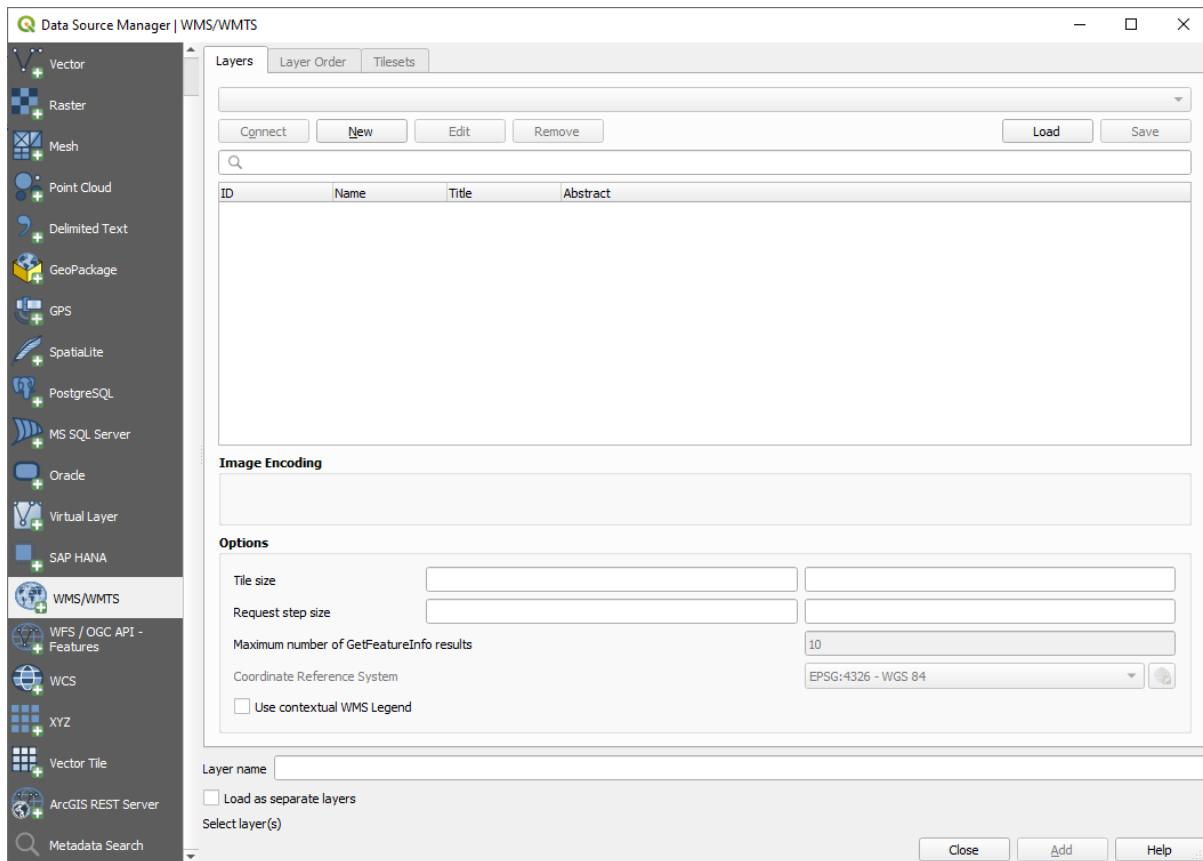 Data Source Manager | WMS/WMTS
Vector
Raster
Mesh
Point Cloud
Delimited Text
GeoPackage
GPS
SpatiaLite
PostgreSQL
MS SQL Server
Oracle
Virtual Layer
SAP HANA
WMS/WMTS
WFS / OGC API -
Features
WCS
XYZ
Vector Tile
ArcGIS REST Server
Metadata Search
Layers Layer Order Tilesets
Connect New Edit Remove Load Save
ID Name Title Abstract
Image Encoding
Options
Tile size
Request step size
Maximum number of GetFeatureInfo results 10
Coordinate Reference System EPSG:4326 - WGS 84
Use contextual WMS Legend
Layer name
Load as separate layers
Select layer(s)
Close Add Help